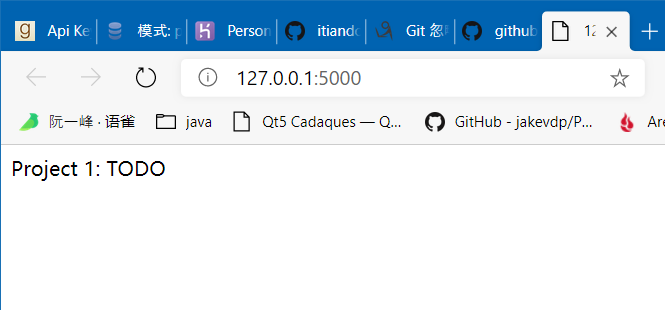 Api Ke
模式: p
Person
itiando
Git 忽
github
127.0.0.1:5000
阮一峰 · 语雀
java
Qt5 Cadaques — Q...
GitHub - jakevdp/P...
Are
Project 1: TODO